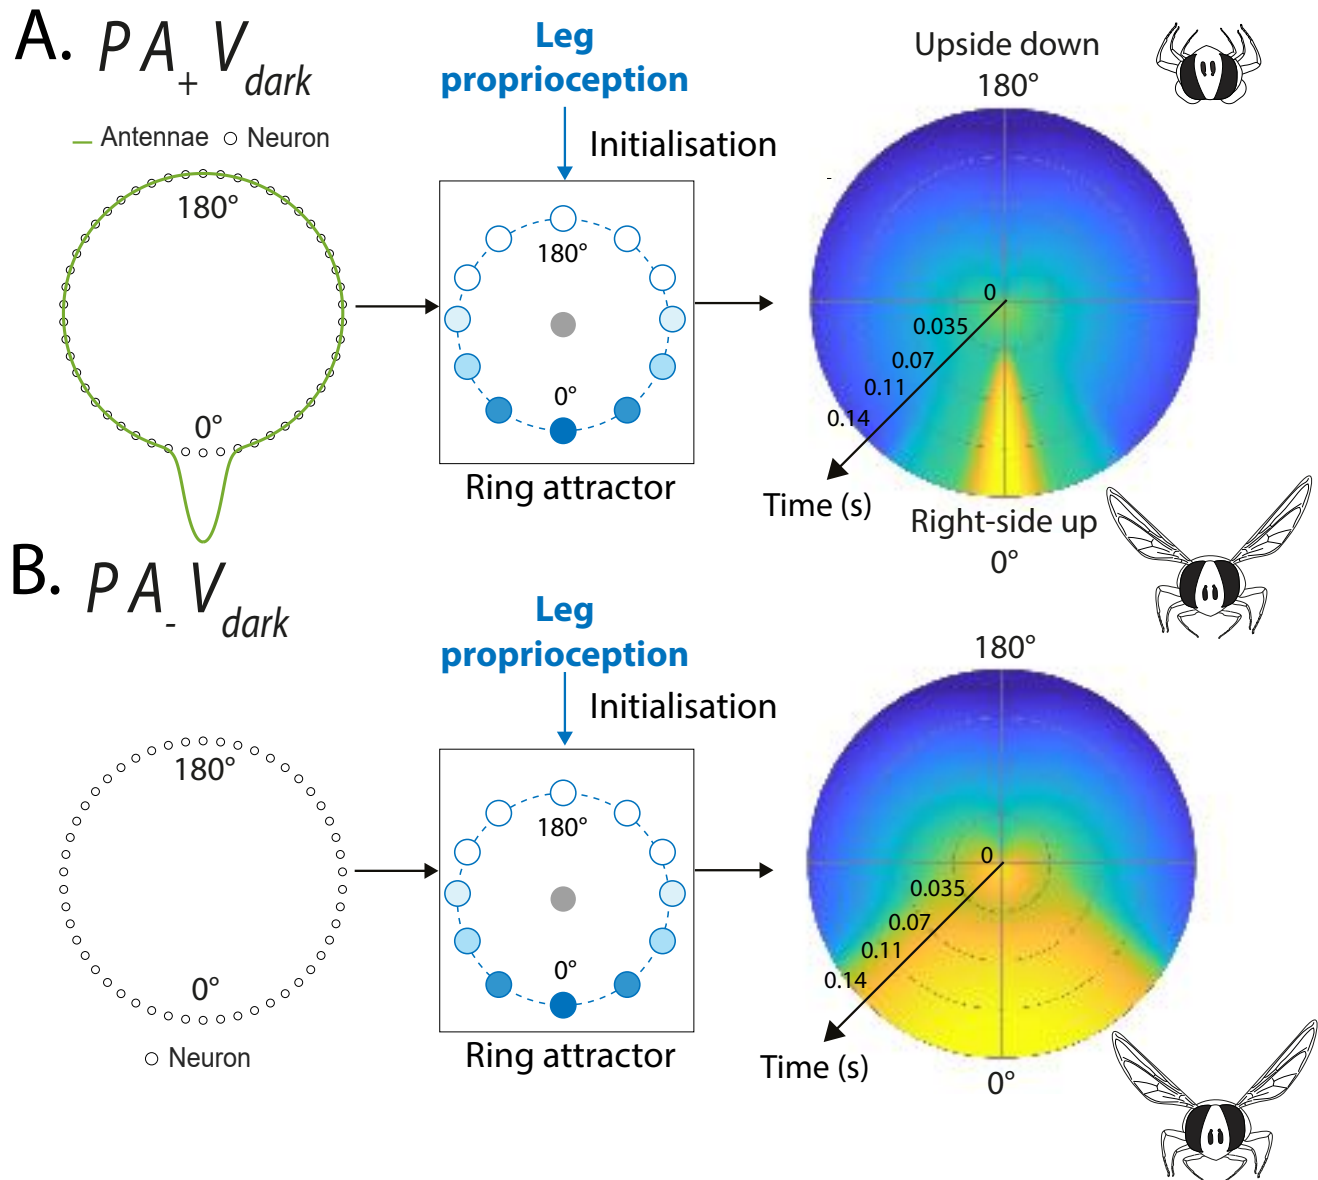 A. PA+Vdark
Antennae Neuron
180°
0°
Leg
proprioception
Initialisation
180°
0°
Ring attractor
Upside down
180°
0
0.035
0.07
0.11
0.14
Time (s)
Right-side up
0°
B. PA-Vdark
180°
0°
Neuron
Leg
proprioception
Initialisation
180°
0°
Ring attractor
180°
0
0.035
0.07
0.11
0.14
Time (s)
0°